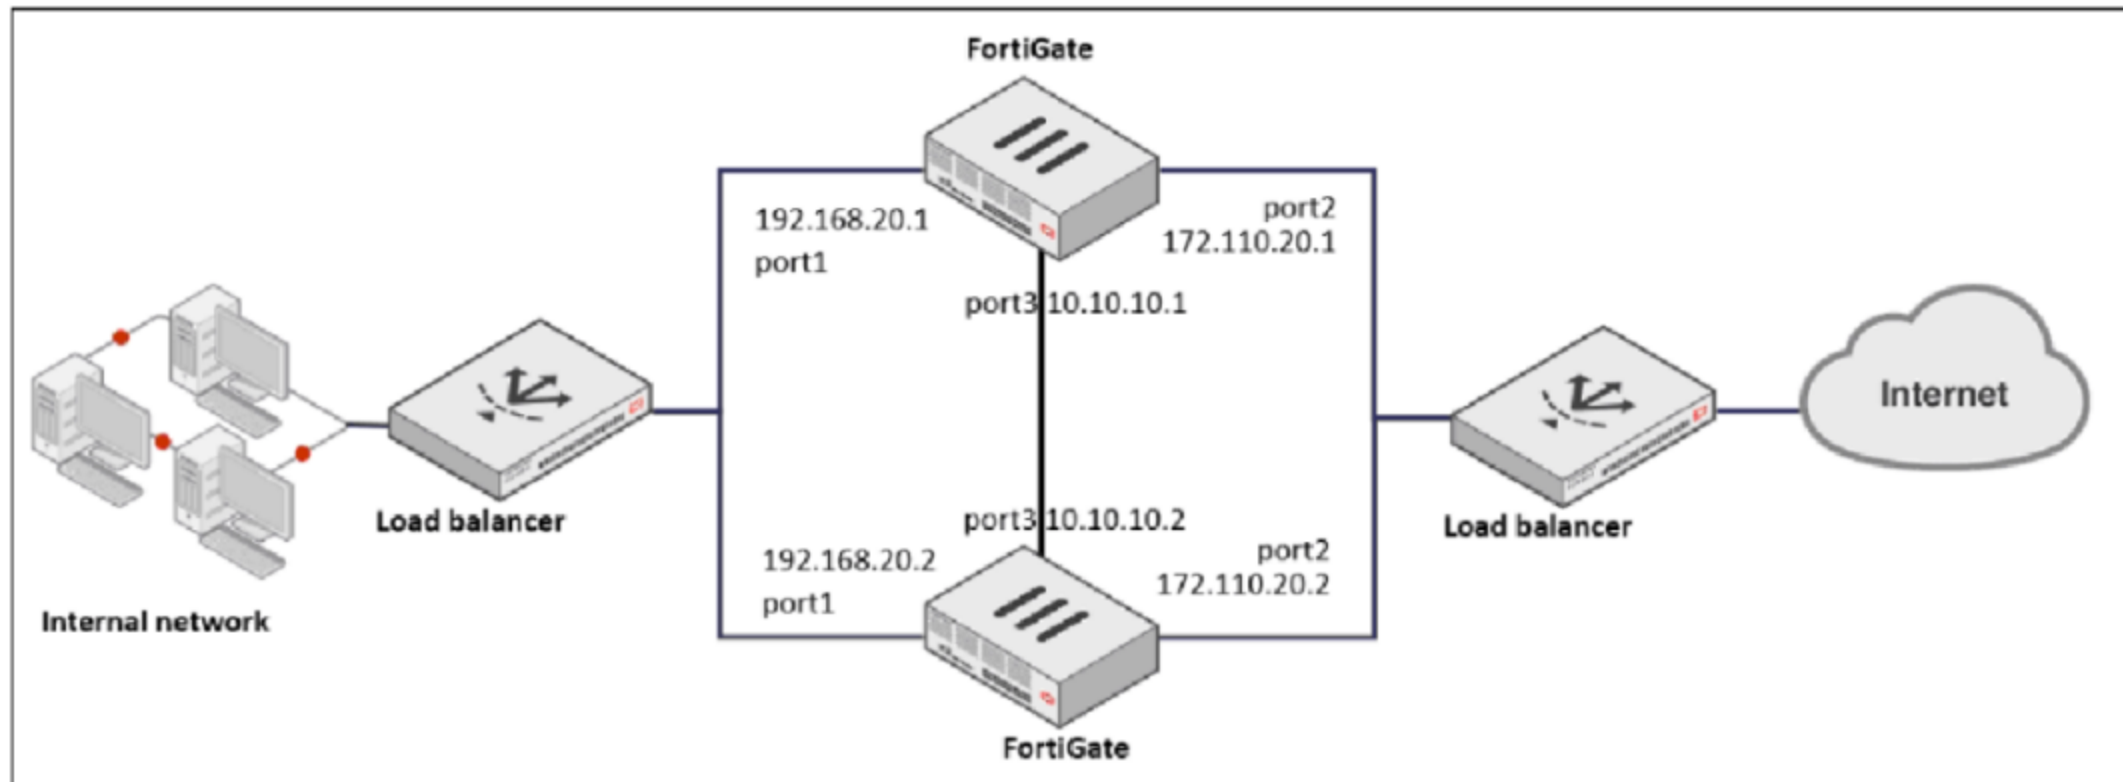 FortiGate
192.168.20.1
port1
port2
172.110.20.1
port3 10.10.10.1
Internet
Load balancer
port3 10.10.10.2
Load balancer
192.168.20.2
port1
port2
172.110.20.2
Internal network
FortiGate